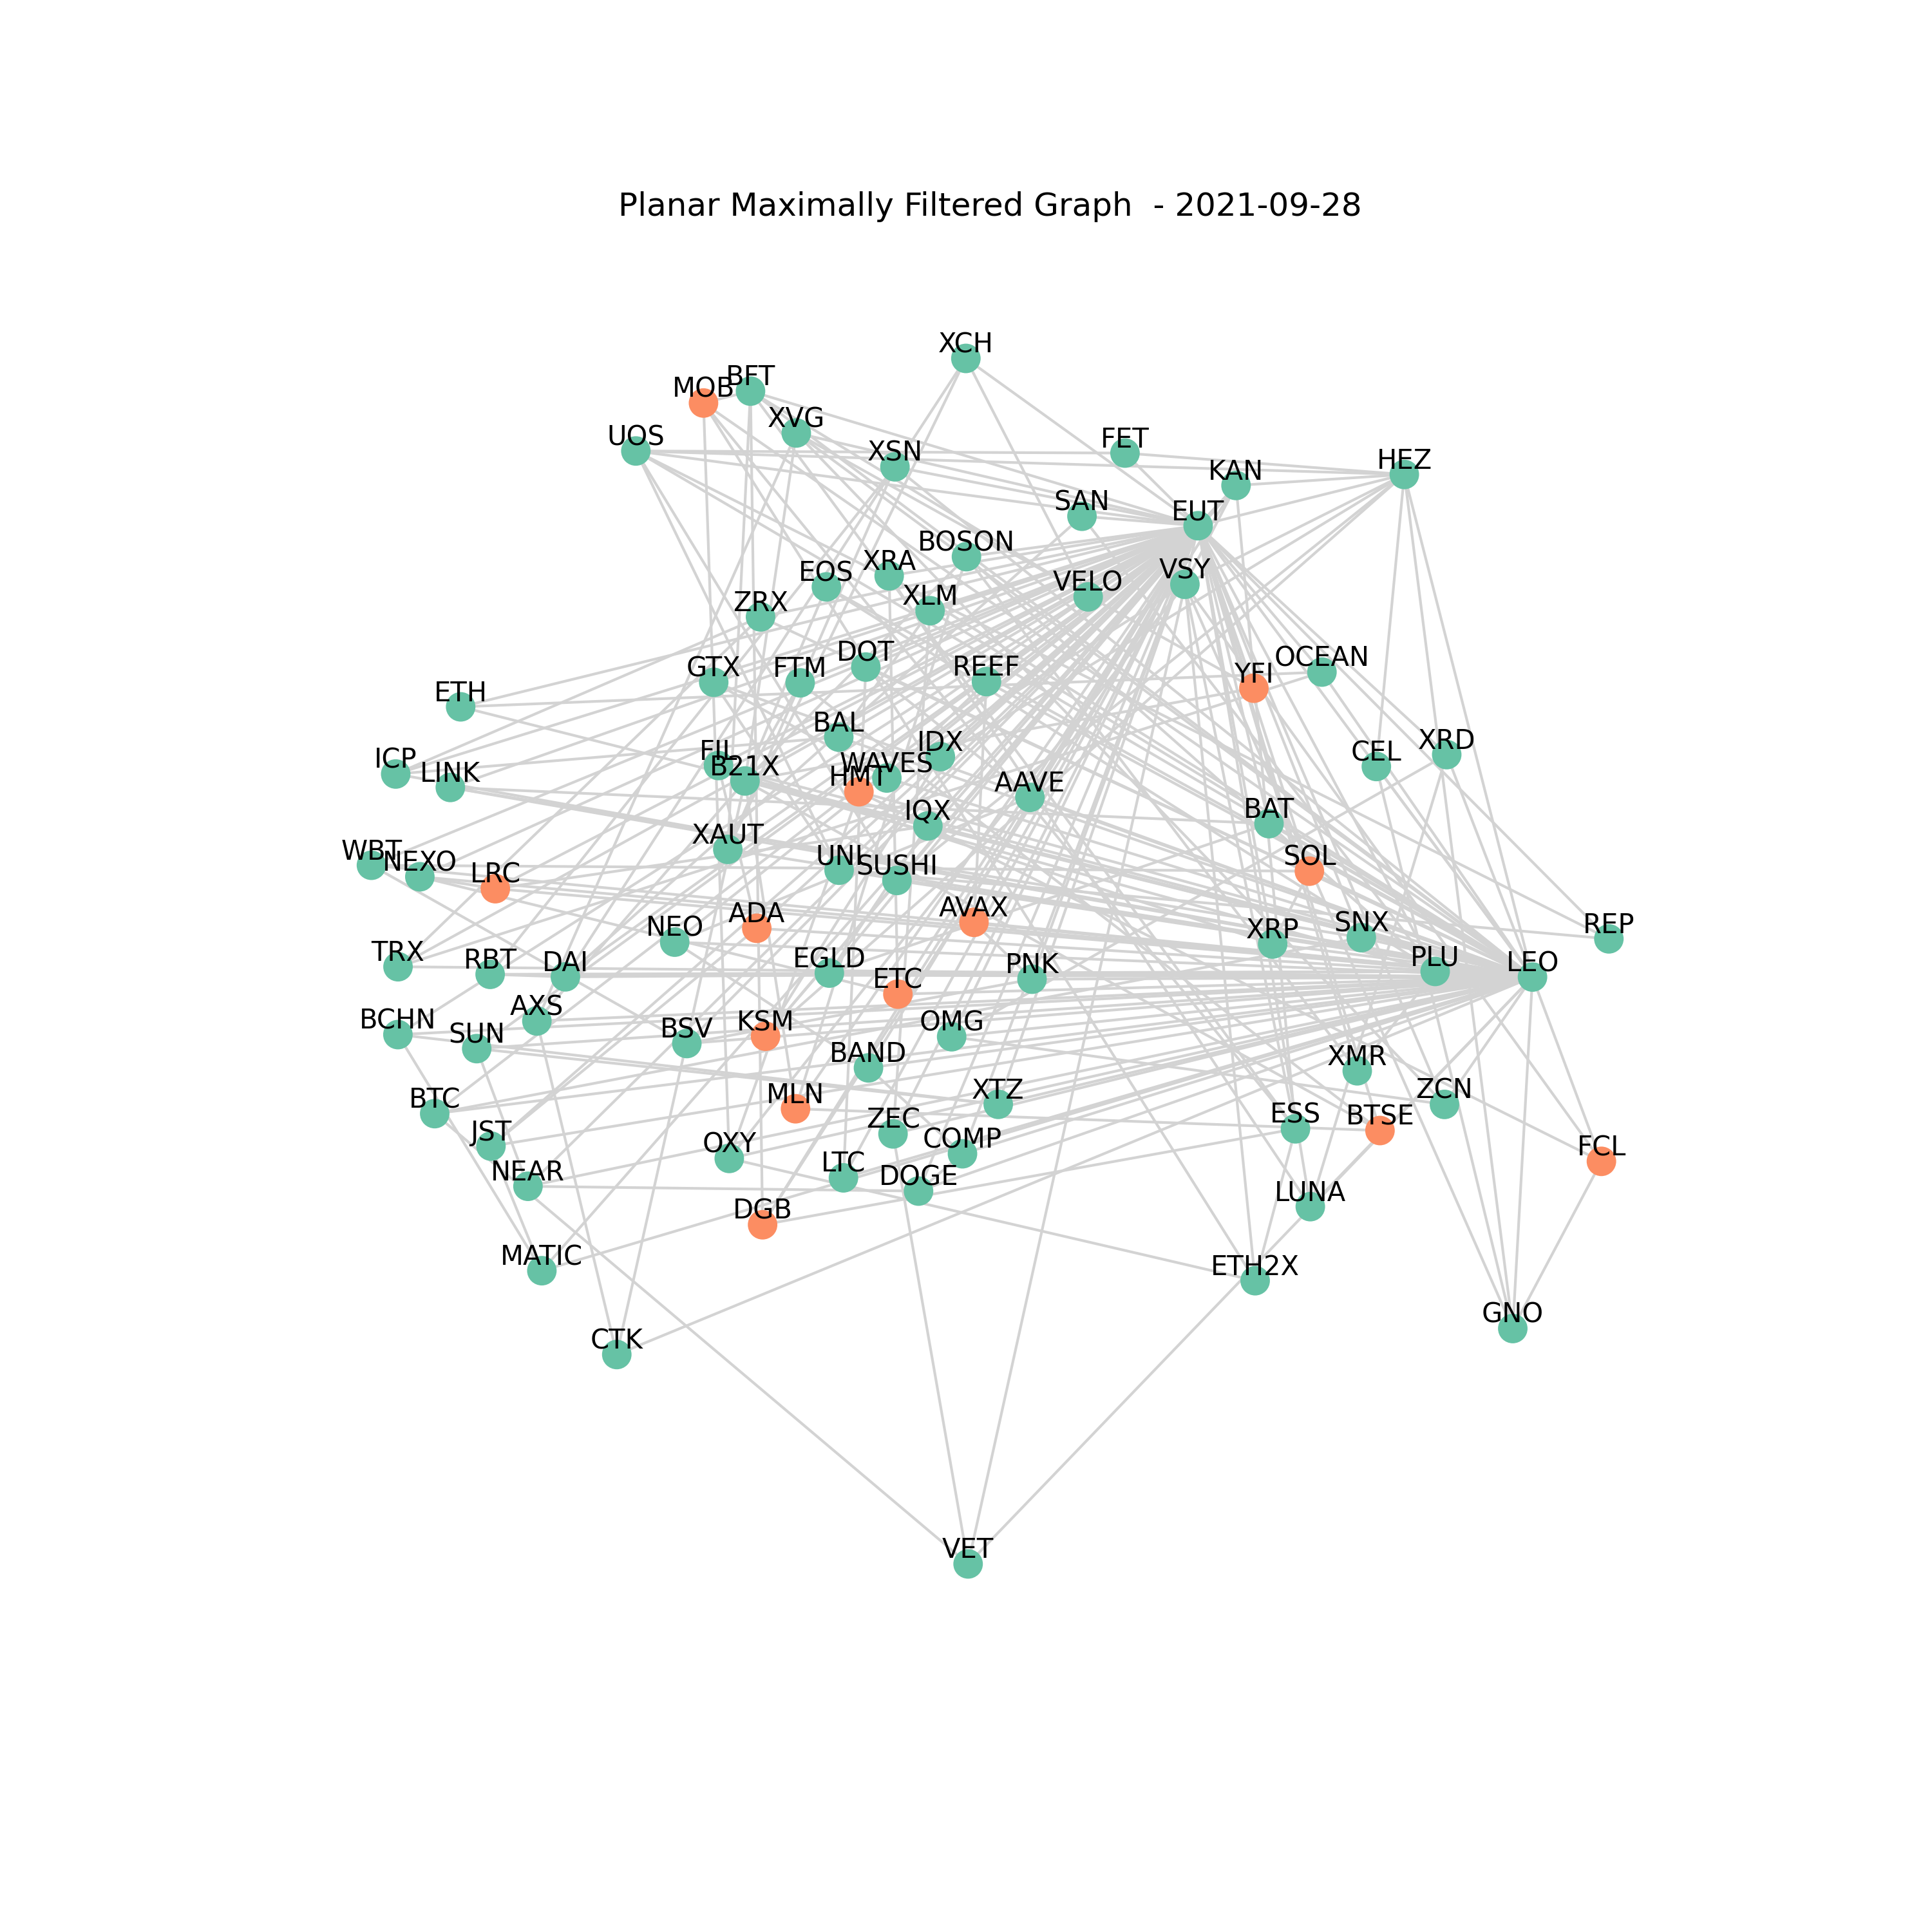 Planar Maximally Filtered Graph  - 2021-09-28
XCH
BFT
MOB
XVG
UOS
FET
XSN
HEZ
KAN
SAN
EUT
BOSON
XRA
VSY
EOS
VELO
XLM
ZRX
DOT
OCEAN
GTX
FTM
REEF
YFI
ETH
BAL
XRD
IDX
FIL
CEL
ICP
WAVES
B21X
LINK
HMT
AAVE
BAT
IQX
XAUT
WBT
UNI
SOL
NEXO
SUSHI
LRC
AVAX
ADA
SNX
REP
NEO
XRP
TRX
EGLD
PLU
RBT
DAI
PNK
LEO
ETC
AXS
BCHN
KSM
OMG
BSV
SUN
BAND
XMR
ZCN
XTZ
MLN
BTC
ESS
BTSE
ZEC
JST
COMP
OXY
FCL
LTC
NEAR
DOGE
LUNA
DGB
MATIC
ETH2X
GNO
CTK
VET